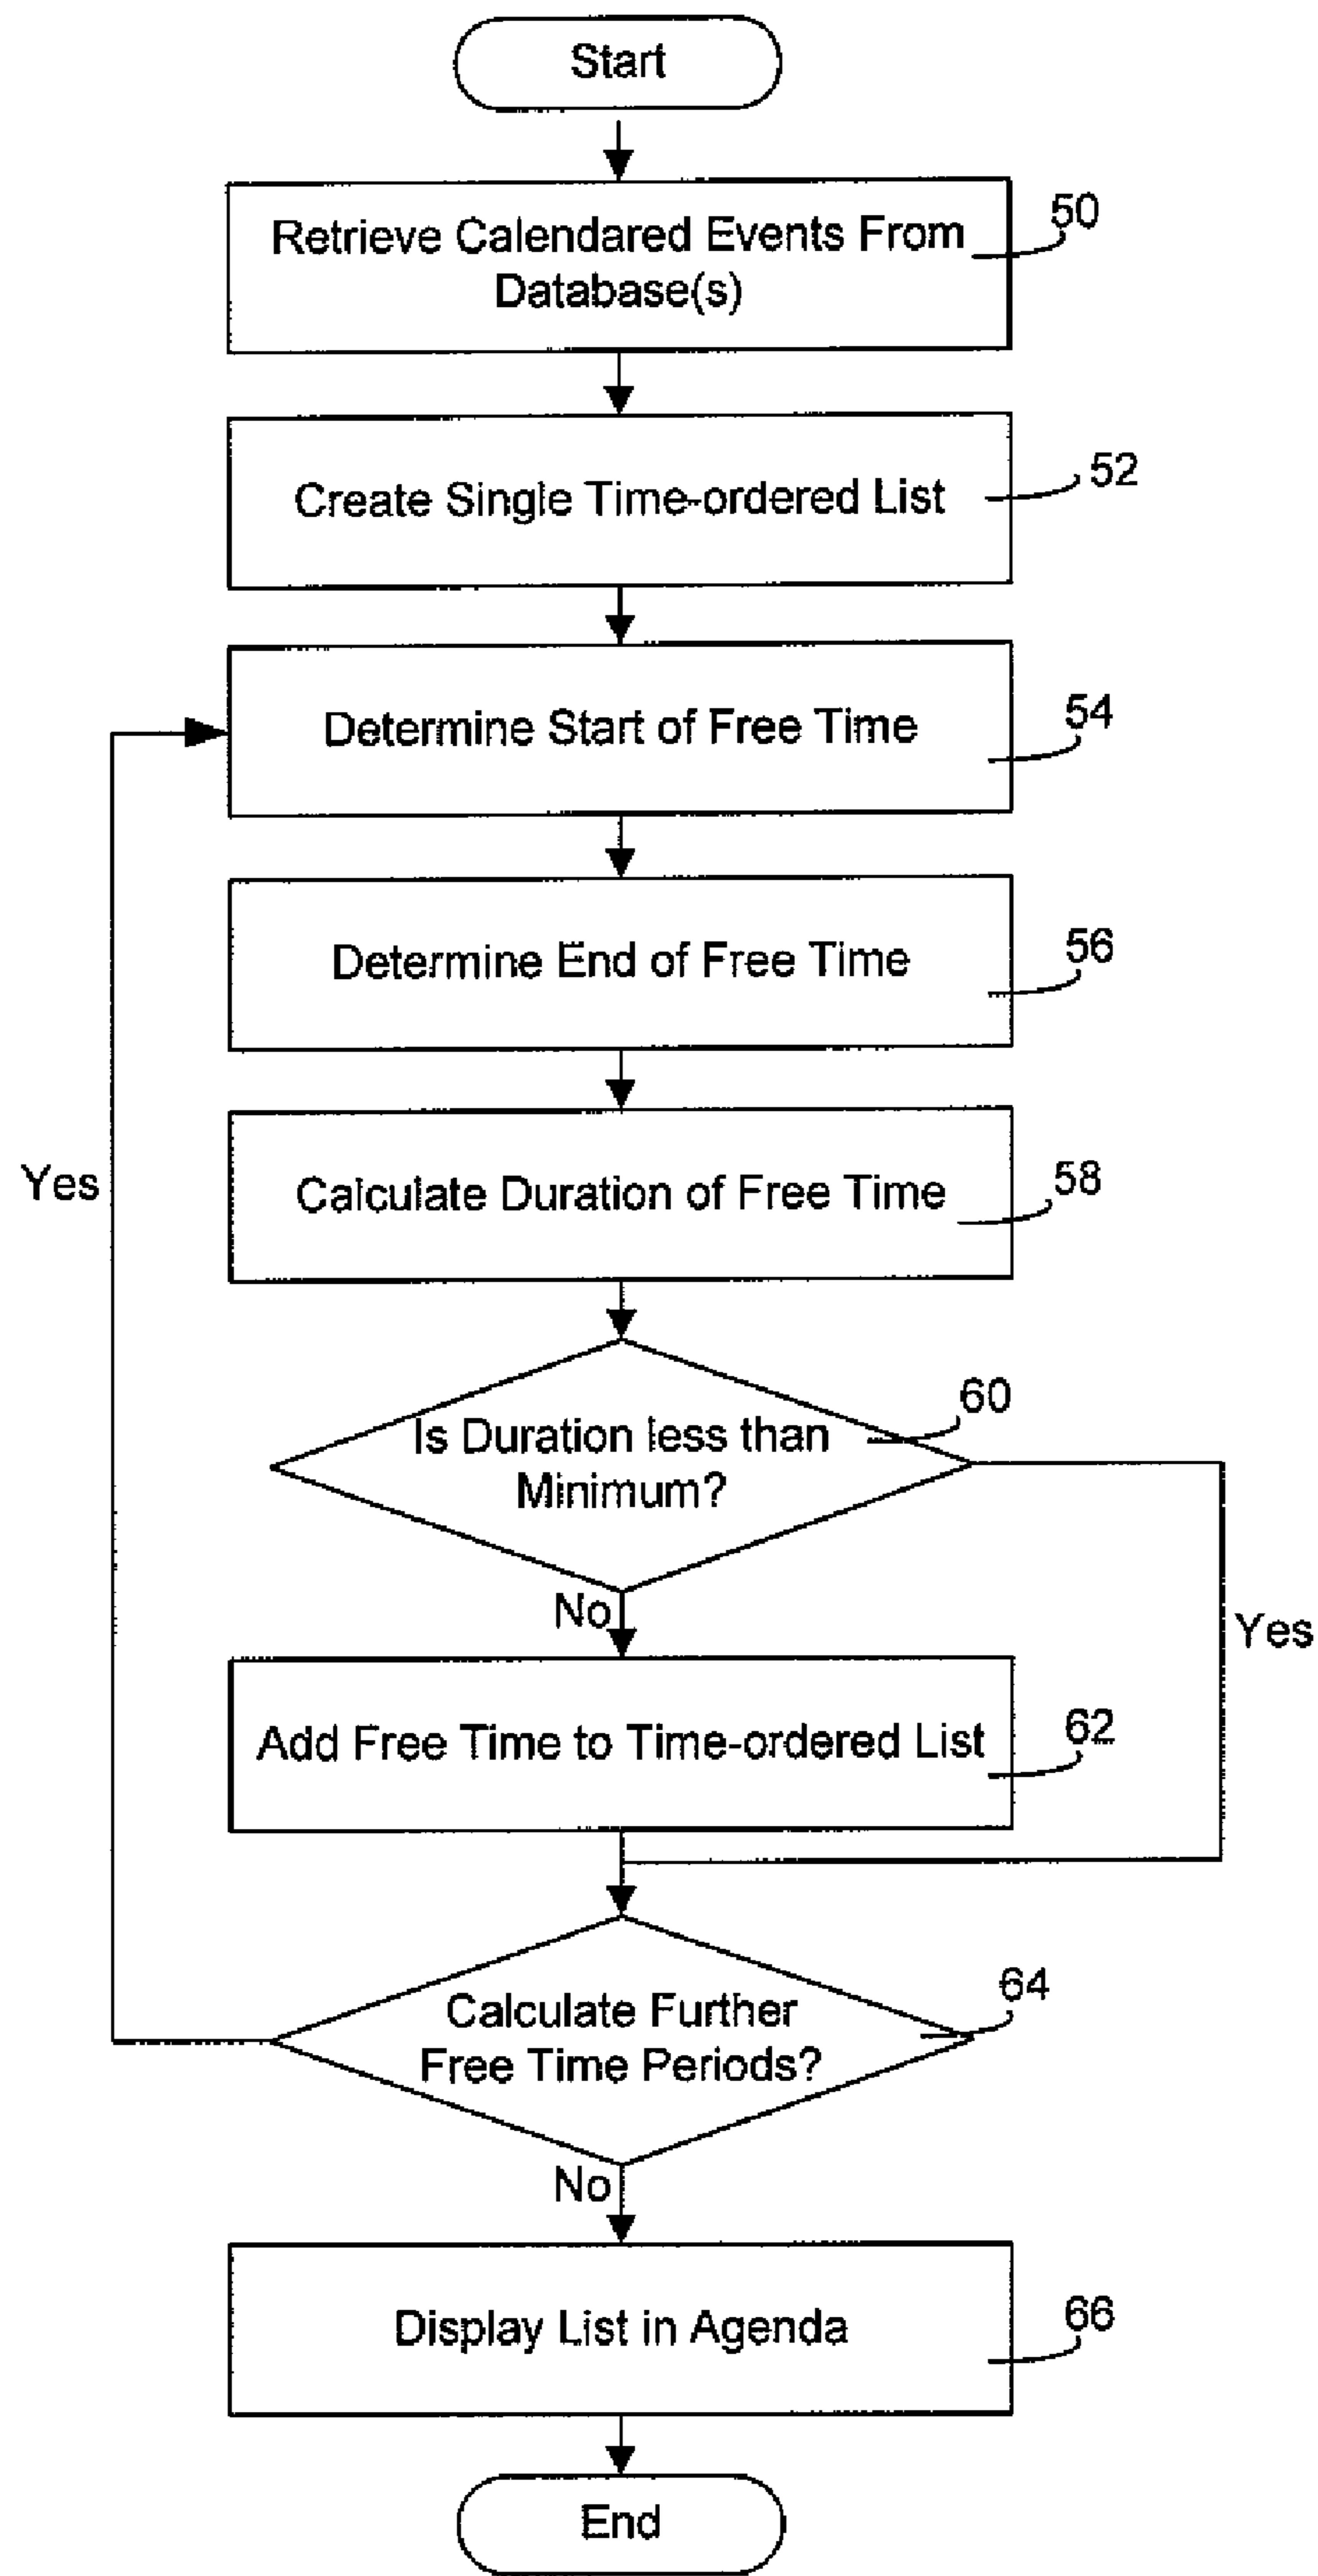 Start
Retrieve Calendared Events From
Database(s)
50
Create Single Time-ordered List
52
Determine Start of Free Time
54
Determine End of Free Time
56
Calculate Duration of Free Time
58
Yes
Is Duration less than
Minimum?
60
No
Yes
Add Free Time to Time-ordered List
62
Calculate Further
Free Time Periods?
64
No
Display List in Agenda
66
End